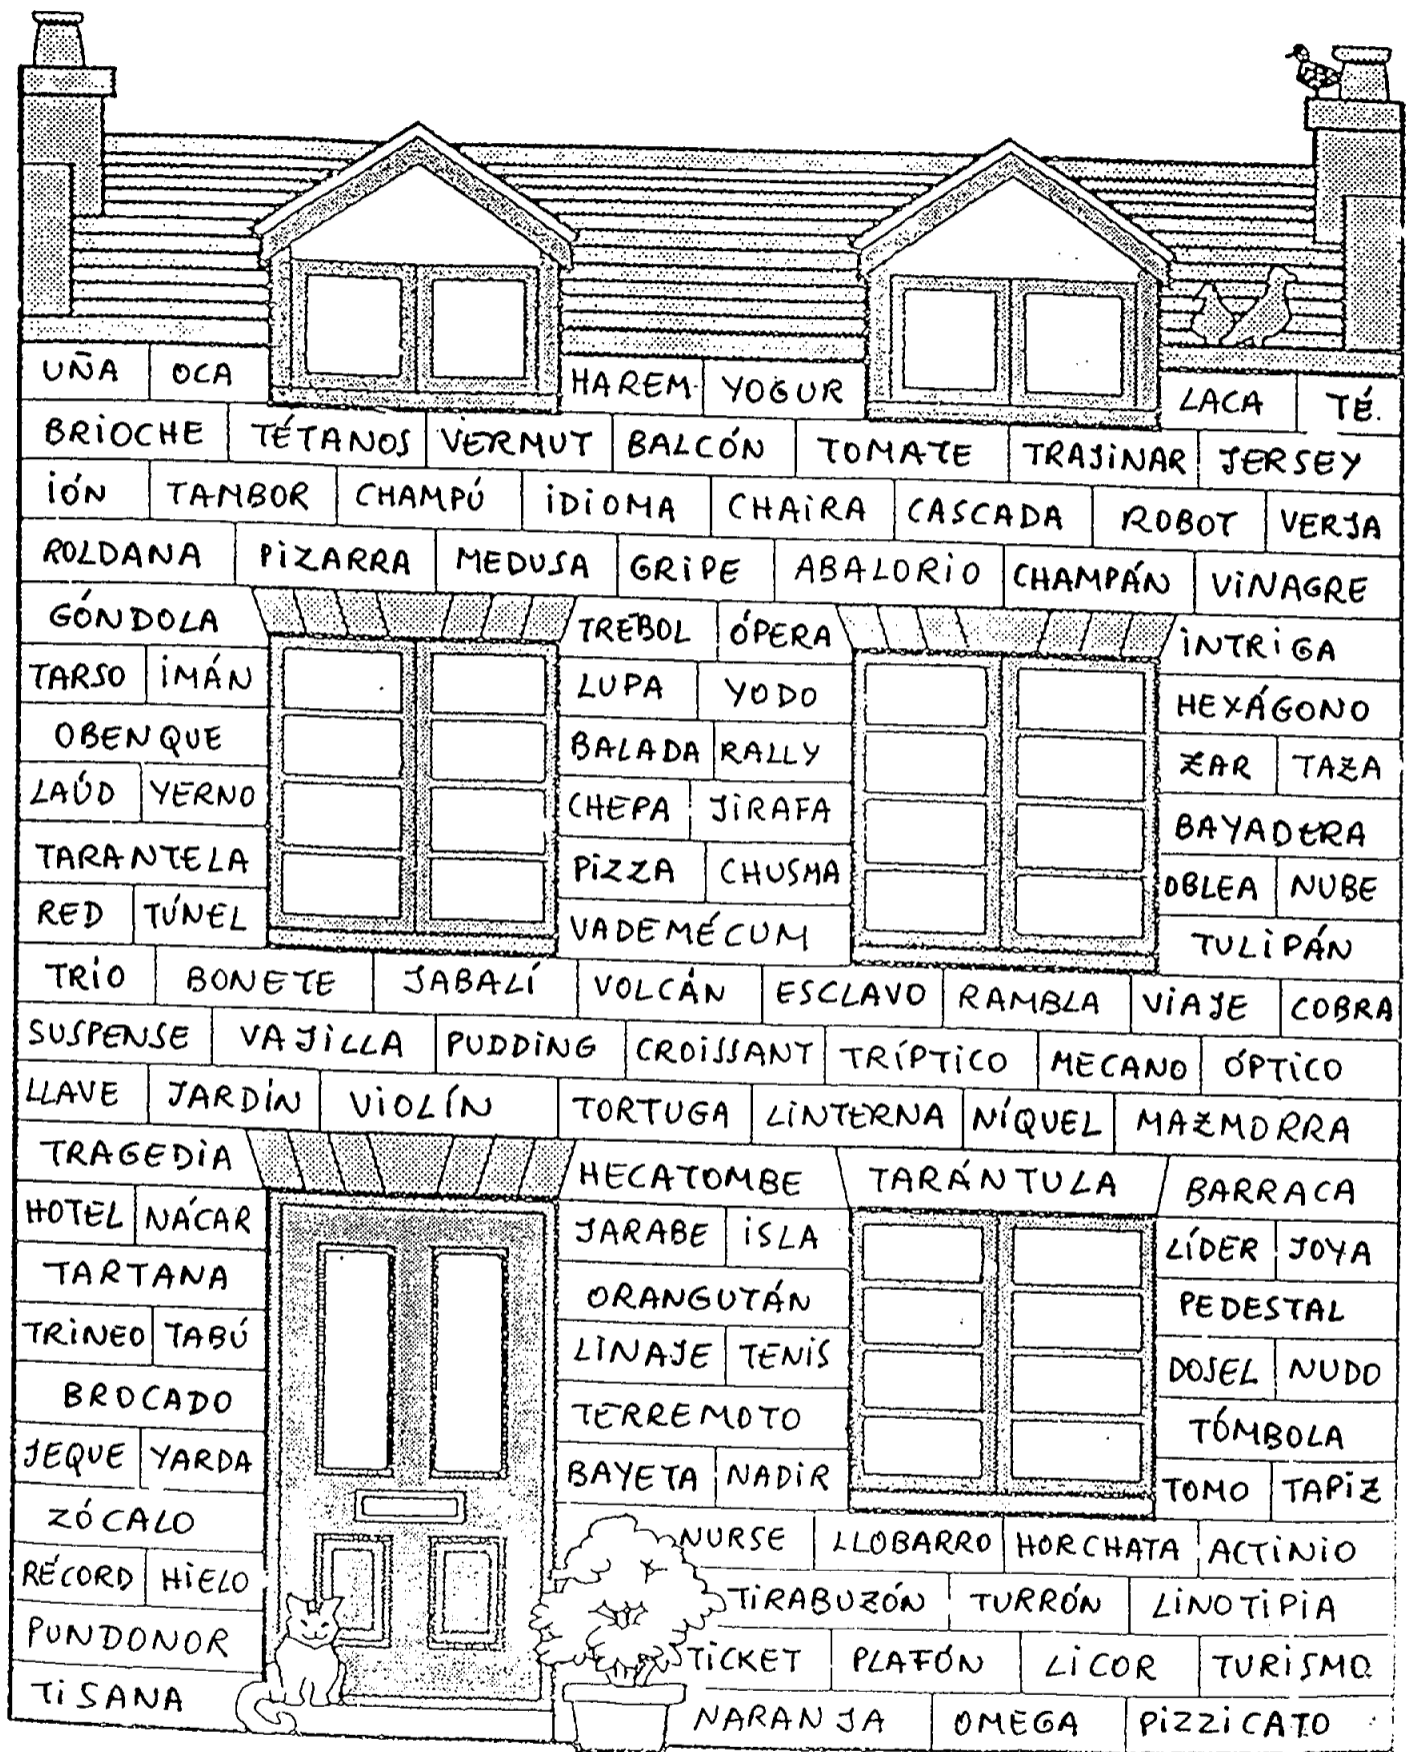 UÑA OCA HAREM YOGUR LACA TÉ.
BRIOCHE TÉTANOS VERMUT BALCÓN TOMATE TRAJINAR JERSEY
IÓN TAMBOR CHAMPÚ IDIOMA CHAIRA CASCADA ROBOT VERJA
ROLDANA PIZARRA MEDUSA GRIPE ABALORIO CHAMPÁN VINAGRE
GÓNDOLA TRÉBOL ÓPERA INTRIGA
TARSO IMÁN LUPA YODO HEXÁGONO
OBENQUE BALADA RALLY ZAR TAZA
LAÚD YERNO CHEPA JIRAFA BAYADERA
TARANTELA PIZZA CHUSMA OBLEA NUBE
RED TÚNEL VADEMÉCUM TULIPÁN
TRIO BONETE JABALÍ VOLCÁN ESCLAVO RAMBLA VIAJE COBRA
SUSPENSE VAJILLA PUDDING CROISSANT TRÍPTICO MECANO ÓPTICO
LLAVE JARDÍN VIOLÍN TORTUGA LINTERNA NÍQUEL MAZMORRA
TRAGEDIA HECATOMBE TARÁNTULA BARRACA
HOTEL NÁCAR JARABE ISLA LÍDER JOYA
TARTANA ORANGUTÁN PEDESTAL
TRINEO TABÚ LINAJE TENIS DOSEL NUDO
BROCADO TERREMOTO TÓMBOLA
JEQUE YARDA BAYETA NADIR TOMO TAPIZ
ZÓCALO NURSE LLOBARRO HORCHATA ACTINIO
RÉCORD HIELO TIRABUZÓN TURRÓN LINOTIPIA
PUNDONOR TICKET PLAFÓN LICOR TURISMO
TISANA NARANJA OMEGA PIZZICATO